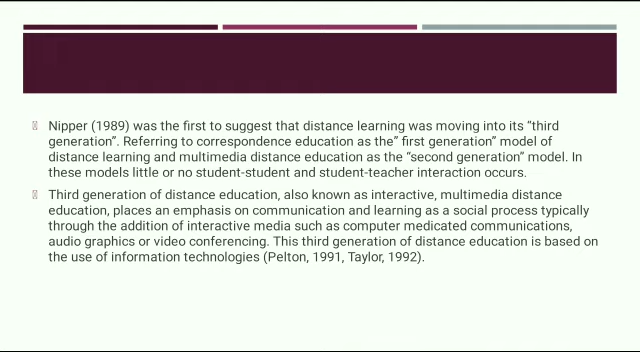 Nipper (1989) was the first to suggest that distance learning was moving into its “third
generation”. Referring to correspondence education as the” first generation” model of
distance learning and multimedia distance education as the “second generation” model. In
these models little or no student-student and student-teacher interaction occurs.
Third generation of distance education, also known as interactive, multimedia distance
education, places an emphasis on communication and learning as a social process typically
through the addition of interactive media such as computer medicated communications,
audio graphics or video conferencing. This third generation of distance education is based on
the use of information technologies (Pelton, 1991, Taylor, 1992).